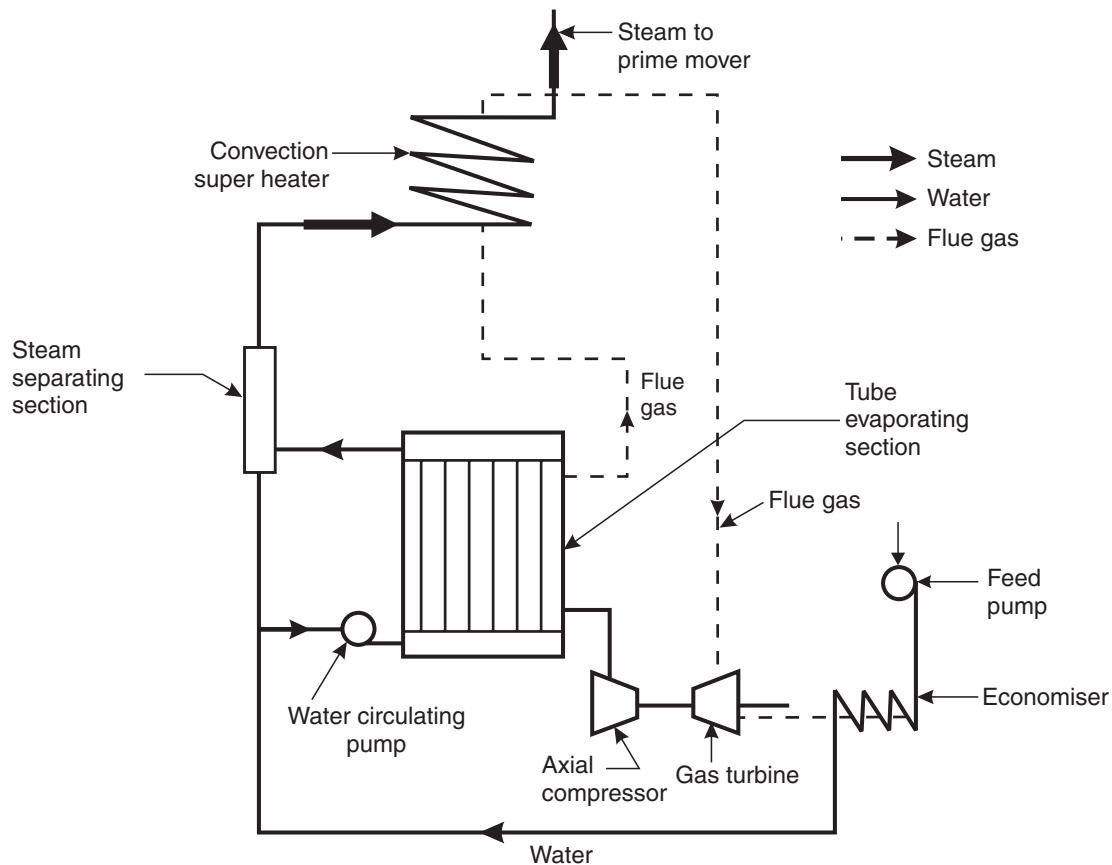 Steam to
prime mover
Convection
super heater
Steam
Water
Flue gas
Steam
separating
section
Flue
gas
Tube
evaporating
section
Flue gas
Feed
pump
Water circulating
pump
Economiser
Axial
compressor
Gas turbine
Water